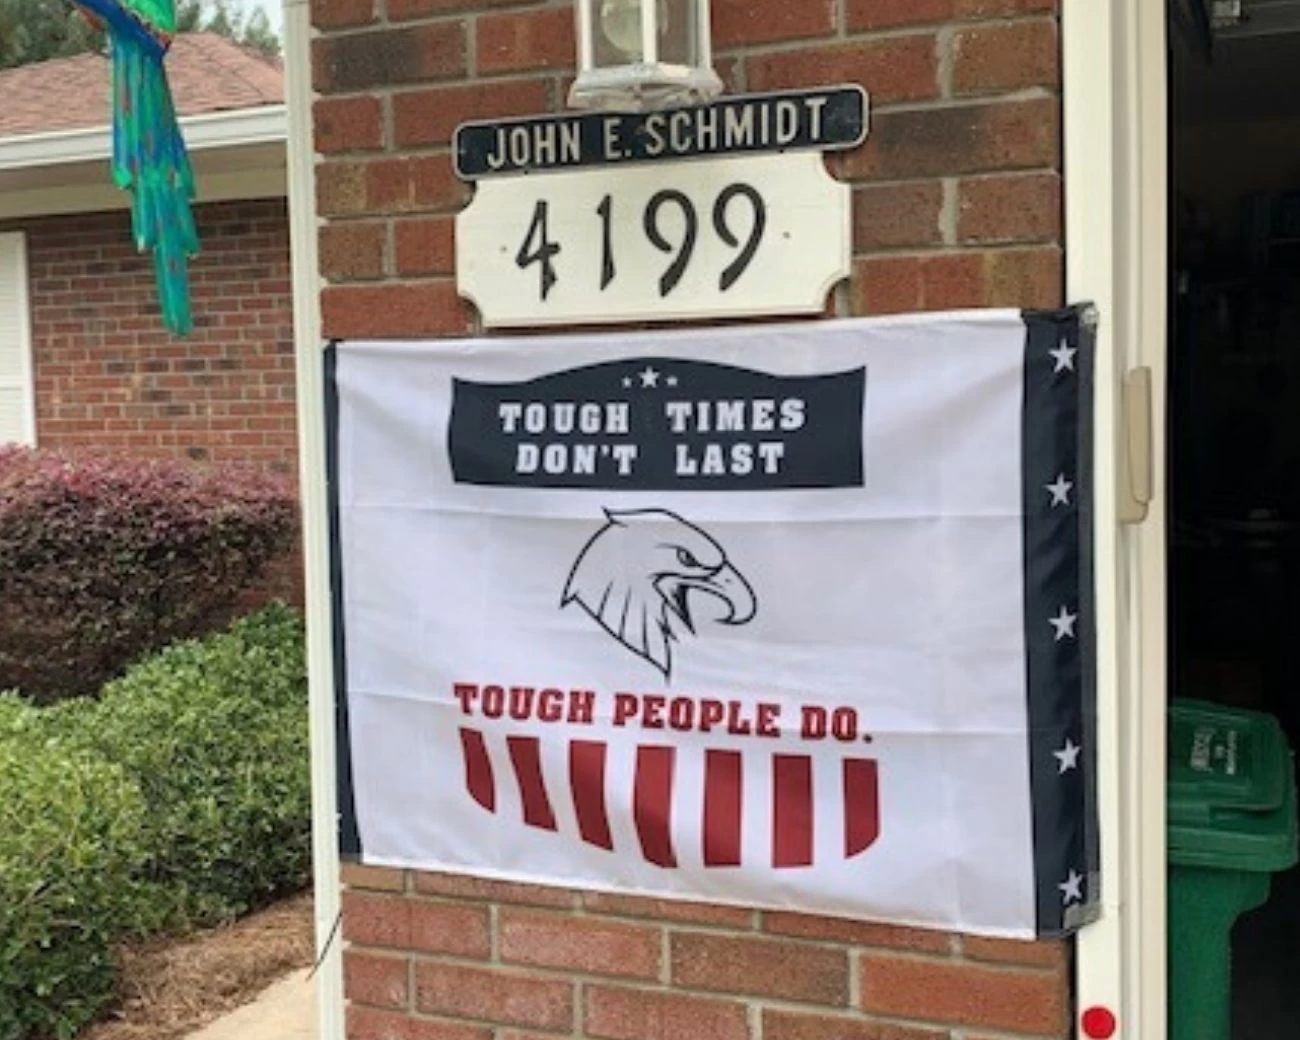 JOHN E. SCHMIDT
4199
TOUGH TIMES
DON'T LAST
TOUGH PEOPLE DO.